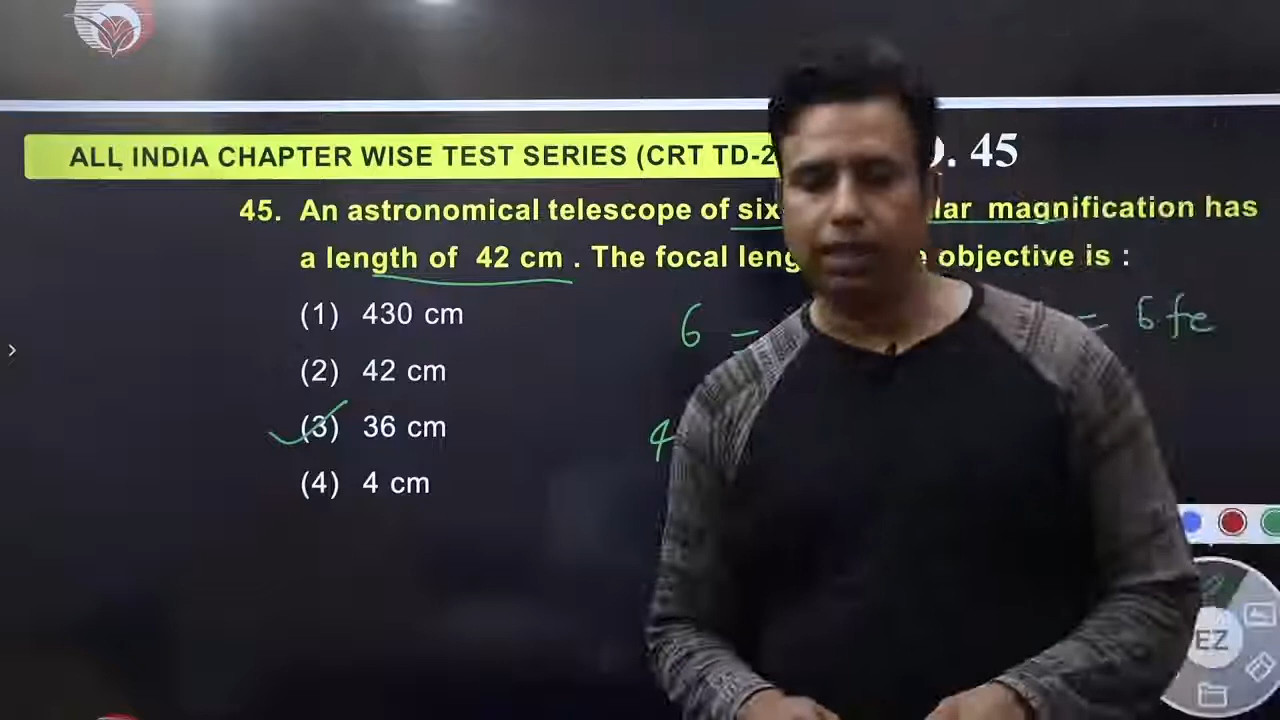 ALL INDIA CHAPTER WISE TEST SERIES (CRT TD-2
. 45
45. An astronomical telescope of six magnification has
a length of 42 cm . The focal objective is :
(1) 430 cm
6 = = 6 fe
(2) 42 cm
(3) 36 cm
4
(4) 4 cm
EZ